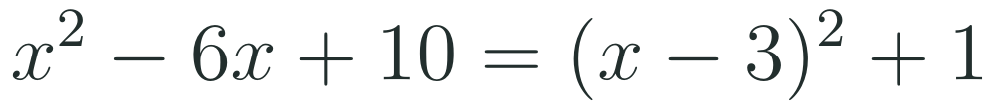 x² − 6x + 10 = (x − 3)² + 1